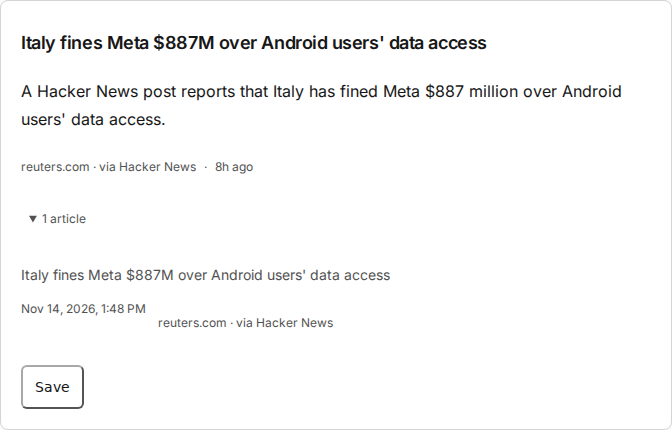 Italy fines Meta $887M over Android users' data access
A Hacker News post reports that Italy has fined Meta $887 million over Android
users' data access.
reuters.com · via Hacker News · 8h ago
▼ 1 article
Italy fines Meta $887M over Android users' data access
Nov 14, 2026, 1:48 PM
reuters.com · via Hacker News
Save